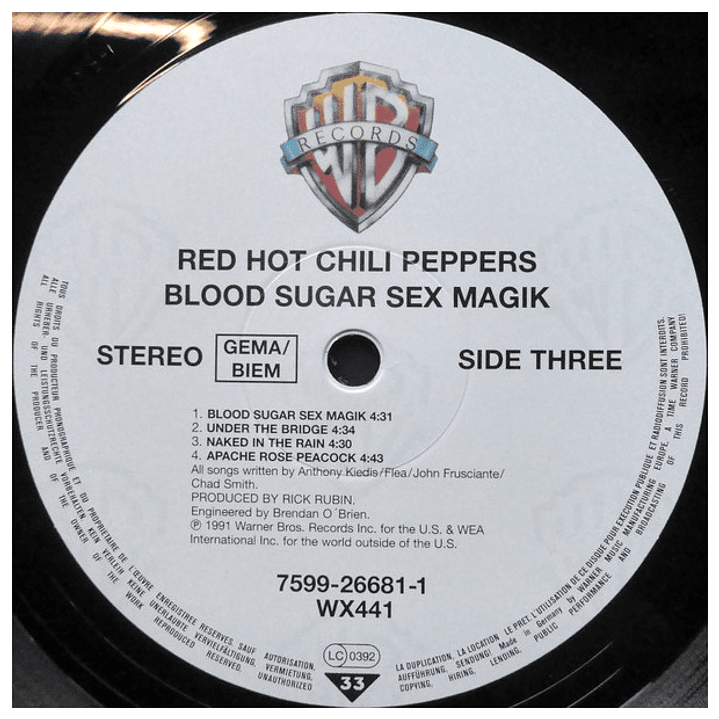 WB
RECORDS
RED HOT CHILI PEPPERS
BLOOD SUGAR SEX MAGIK
STEREO
GEMA/
BIEM
SIDE THREE
1. BLOOD SUGAR SEX MAGIK 4:31
2. UNDER THE BRIDGE 4:34
3. NAKED IN THE RAIN 4:30
4. APACHE ROSE PEACOCK 4:43
All songs written by Anthony Kiedis/Flea/John Frusciante/
Chad Smith.
PRODUCED BY RICK RUBIN.
Engineered by Brendan O´Brien.
℗ 1991 Warner Bros. Records Inc. for the U.S. & WEA
International Inc. for the world outside of the U.S.
7599-26681-1
WX441
LC 0392
33
TOUS DROITS DU PRODUCTEUR PHONOGRAPHIQUE ET DU PROPRIETAIRE DE L'ŒUVRE ENREGISTREE RESERVES. SAUF AUTORISATION,
LA DUPLICATION, LA LOCATION, LE PRET, L'UTILISATION DE CE DISQUE POUR EXECUTION PUBLIQUE ET RADIODIFFUSION SONT INTERDITS.
ALLE URHEBER- UND LEISTUNGSSCHUTZRECHTE VORBEHALTEN. KEIN VERLEIH! KEINE UNERLAUBTE VERVIELFÄLTIGUNG, VERMIETUNG,
AUFFÜHRUNG, SENDUNG! Made in Germany by WARNER MUSIC MANUFACTURING EUROPE. A TIME WARNER COMPANY
ALL RIGHTS OF THE PRODUCER AND OF THE OWNER OF THE WORK REPRODUCED RESERVED. UNAUTHORIZED
COPYING, HIRING, LENDING, PUBLIC PERFORMANCE AND BROADCASTING OF THIS RECORD PROHIBITED!